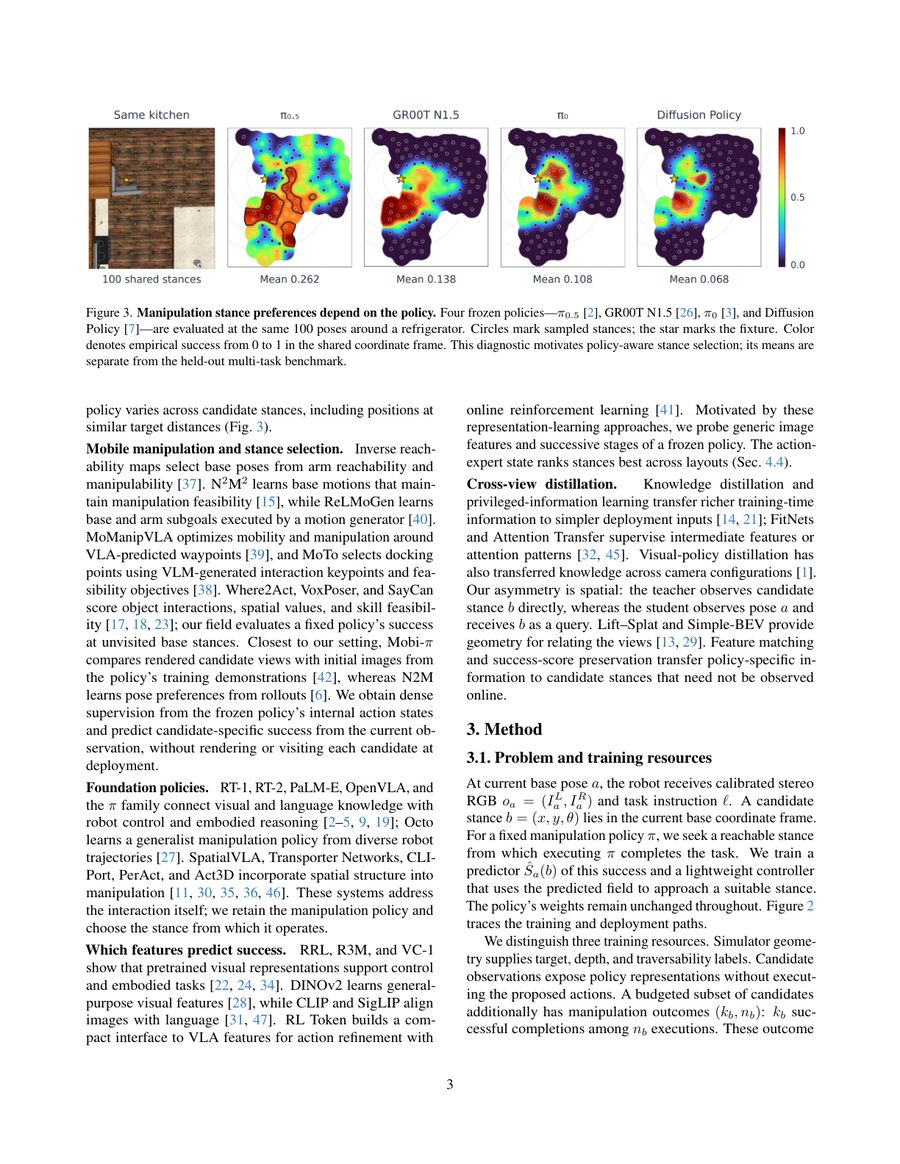 Same kitchen
π₀.₅
GR00T N1.5
π₀
Diffusion Policy
1.0
0.5
0.0
100 shared stances
Mean 0.262
Mean 0.138
Mean 0.108
Mean 0.068
Figure 3. Manipulation stance preferences depend on the policy. Four frozen policies—π0.5 [2], GR00T N1.5 [26], π0 [3], and Diffusion
Policy [7]—are evaluated at the same 100 poses around a refrigerator. Circles mark sampled stances; the star marks the fixture. Color
denotes empirical success from 0 to 1 in the shared coordinate frame. This diagnostic motivates policy-aware stance selection; its means are
separate from the held-out multi-task benchmark.
policy varies across candidate stances, including positions at
similar target distances (Fig. 3).
Mobile manipulation and stance selection. Inverse reach-
ability maps select base poses from arm reachability and
manipulability [37]. N²M² learns base motions that main-
tain manipulation feasibility [15], while ReLMoGen learns
base and arm subgoals executed by a motion generator [40].
MoManipVLA optimizes mobility and manipulation around
VLA-predicted waypoints [39], and MoTo selects docking
points using VLM-generated interaction keypoints and fea-
sibility objectives [38]. Where2Act, VoxPoser, and SayCan
score object interactions, spatial values, and skill feasibil-
ity [17, 18, 23]; our field evaluates a fixed policy's success
at unvisited base stances. Closest to our setting, Mobi-π
compares rendered candidate views with initial images from
the policy's training demonstrations [42], whereas N2M
learns pose preferences from rollouts [6]. We obtain dense
supervision from the frozen policy's internal action states
and predict candidate-specific success from the current ob-
servation, without rendering or visiting each candidate at
deployment.
Foundation policies. RT-1, RT-2, PaLM-E, OpenVLA, and
the π family connect visual and language knowledge with
robot control and embodied reasoning [2–5, 9, 19]; Octo
learns a generalist manipulation policy from diverse robot
trajectories [27]. SpatialVLA, Transporter Networks, CLI-
Port, PerAct, and Act3D incorporate spatial structure into
manipulation [11, 30, 35, 36, 46]. These systems address
the interaction itself; we retain the manipulation policy and
choose the stance from which it operates.
Which features predict success. RRL, R3M, and VC-1
show that pretrained visual representations support control
and embodied tasks [22, 24, 34]. DINOv2 learns general-
purpose visual features [28], while CLIP and SigLIP align
images with language [31, 47]. RL Token builds a com-
pact interface to VLA features for action refinement with
online reinforcement learning [41]. Motivated by these
representation-learning approaches, we probe generic image
features and successive stages of a frozen policy. The action-
expert state ranks stances best across layouts (Sec. 4.4).
Cross-view distillation. Knowledge distillation and
privileged-information learning transfer richer training-time
information to simpler deployment inputs [14, 21]; FitNets
and Attention Transfer supervise intermediate features or
attention patterns [32, 45]. Visual-policy distillation has
also transferred knowledge across camera configurations [1].
Our asymmetry is spatial: the teacher observes candidate
stance b directly, whereas the student observes pose a and
receives b as a query. Lift–Splat and Simple-BEV provide
geometry for relating the views [13, 29]. Feature matching
and success-score preservation transfer policy-specific in-
formation to candidate stances that need not be observed
online.
3. Method
3.1. Problem and training resources
At current base pose a, the robot receives calibrated stereo
RGB oₐ = (Iₐᴸ, Iₐᴿ) and task instruction ℓ. A candidate
stance b = (x, y, θ) lies in the current base coordinate frame.
For a fixed manipulation policy π, we seek a reachable stance
from which executing π completes the task. We train a
predictor Ŝₐ(b) of this success and a lightweight controller
that uses the predicted field to approach a suitable stance.
The policy's weights remain unchanged throughout. Figure 2
traces the training and deployment paths.
We distinguish three training resources. Simulator geome-
try supplies target, depth, and traversability labels. Candidate
observations expose policy representations without execut-
ing the proposed actions. A budgeted subset of candidates
additionally has manipulation outcomes (k_b, n_b): k_b suc-
cessful completions among n_b executions. These outcome
3